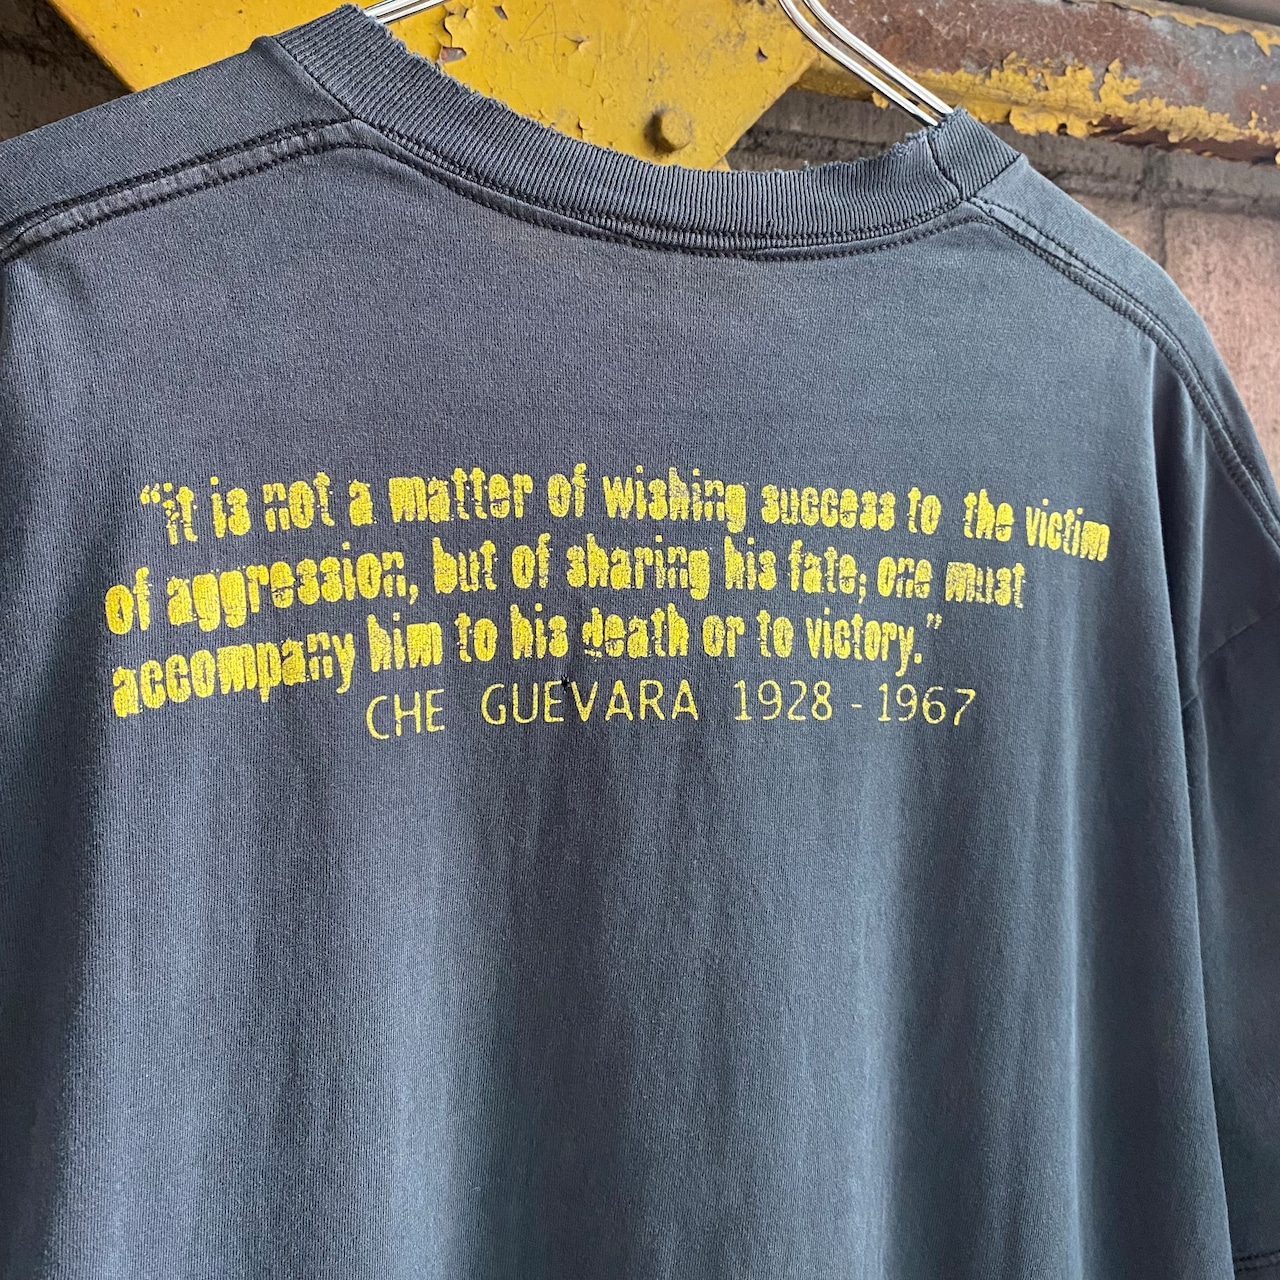 “it is not a matter of wishing success to the victim
of aggression, but of sharing his fate; one must
accompany him to his death or to victory.”
CHE GUEVARA 1928 - 1967